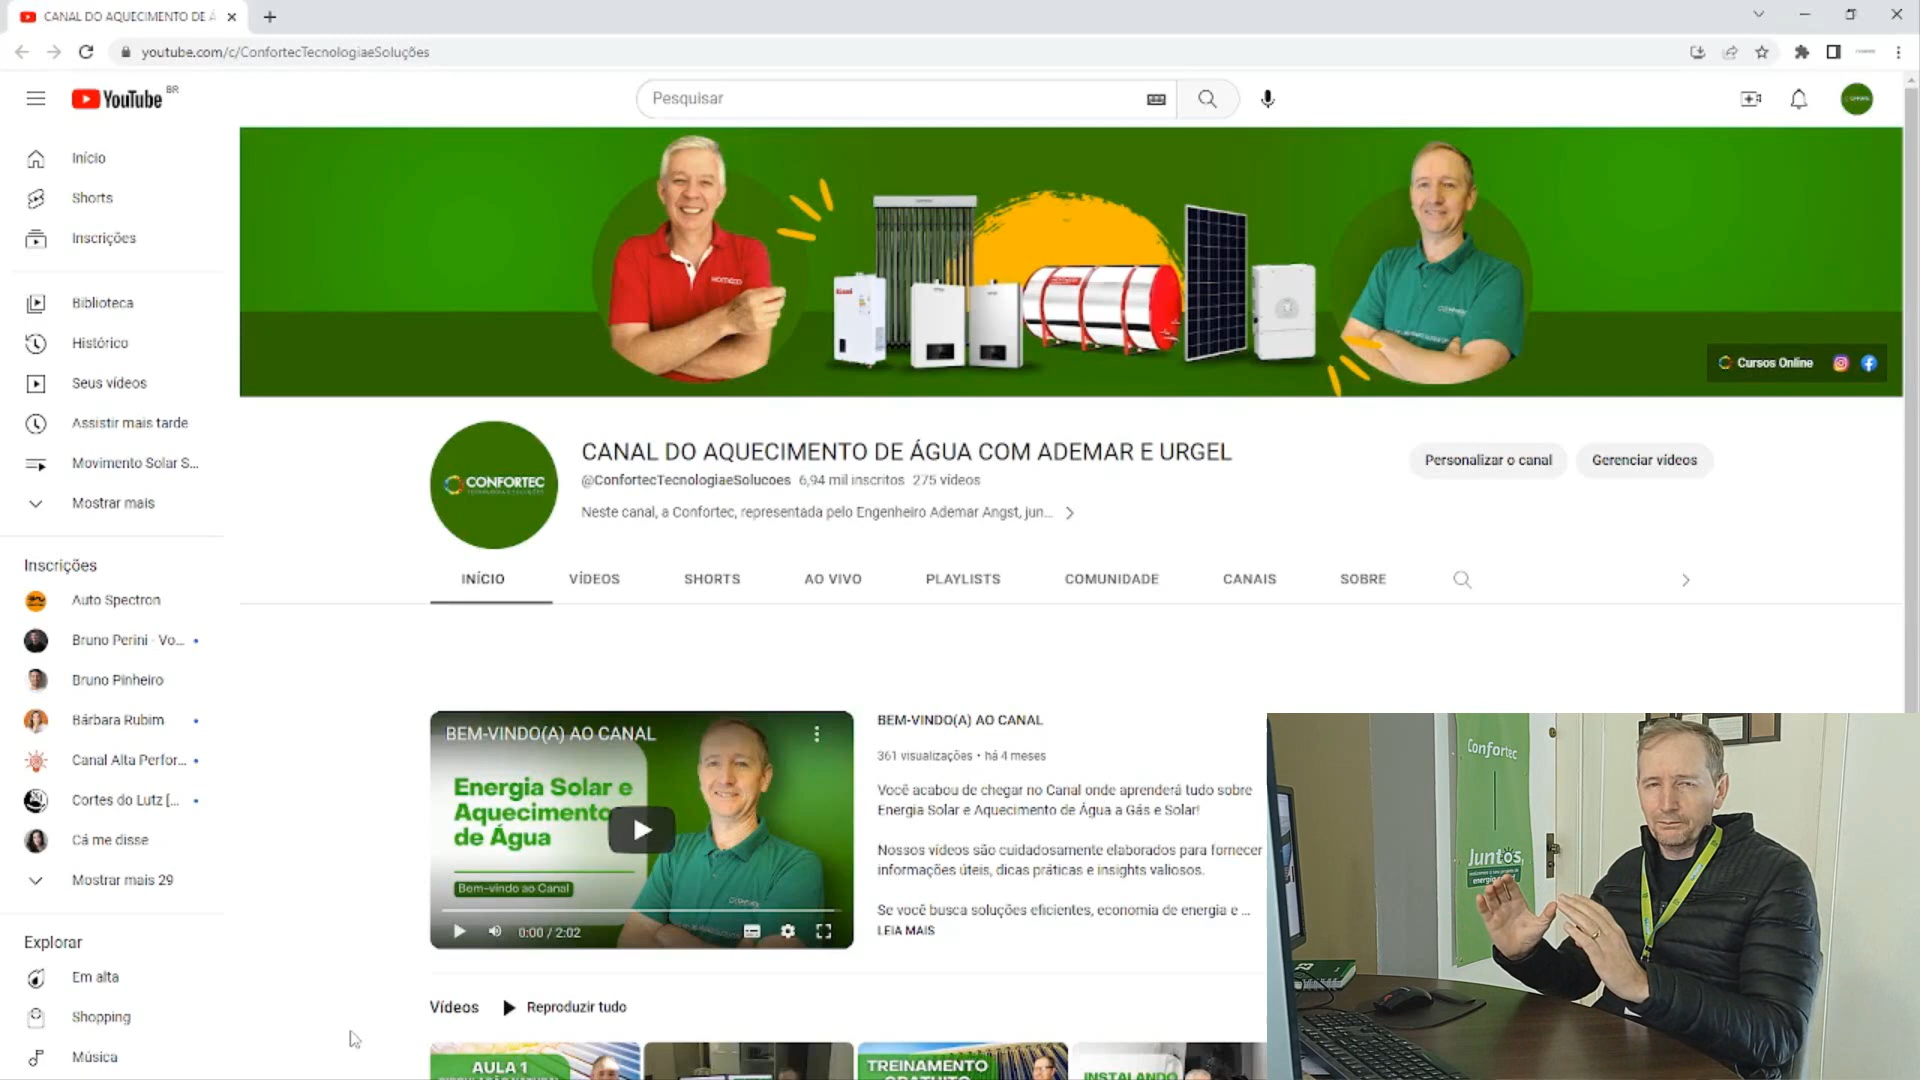 CANAL DO AQUECIMENTO DE Á
youtube.com/c/ConfortecTecnologiaeSoluções
YouTube BR
Pesquisar
Início
Shorts
Inscrições
Biblioteca
Histórico
Seus vídeos
Assistir mais tarde
Movimento Solar S...
Mostrar mais
Inscrições
Auto Spectron
Bruno Perini - Vo...
Bruno Pinheiro
Bárbara Rubim
Canal Alta Perfor...
Cortes do Lutz [...
Cá me disse
Mostrar mais 29
Explorar
Em alta
Shopping
Música
KOMECO
Rinnai
Cursos Online
CONFORTEC
TECNOLOGIA E SOLUÇÕES
CANAL DO AQUECIMENTO DE ÁGUA COM ADEMAR E URGEL
@ConfortecTecnologiaeSolucoes 6,94 mil inscritos 275 vídeos
Neste canal, a Confortec, representada pelo Engenheiro Ademar Angst, jun...
Personalizar o canal
Gerenciar vídeos
INÍCIO VÍDEOS SHORTS AO VIVO PLAYLISTS COMUNIDADE CANAIS SOBRE
BEM-VINDO(A) AO CANAL
Energia Solar e
Aquecimento
de Água
Bem-vindo ao Canal
0:00 / 2:02
BEM-VINDO(A) AO CANAL
361 visualizações • há 4 meses
Você acabou de chegar no Canal onde aprenderá tudo sobre
Energia Solar e Aquecimento de Água a Gás e Solar!
Nossos vídeos são cuidadosamente elaborados para fornecer
informações úteis, dicas práticas e insights valiosos.
Se você busca soluções eficientes, economia de energia e ...
LEIA MAIS
Vídeos
Reproduzir tudo
AULA 1
TREINAMENTO
GRATUITO
INSTALANDO
Confortec
Juntos,